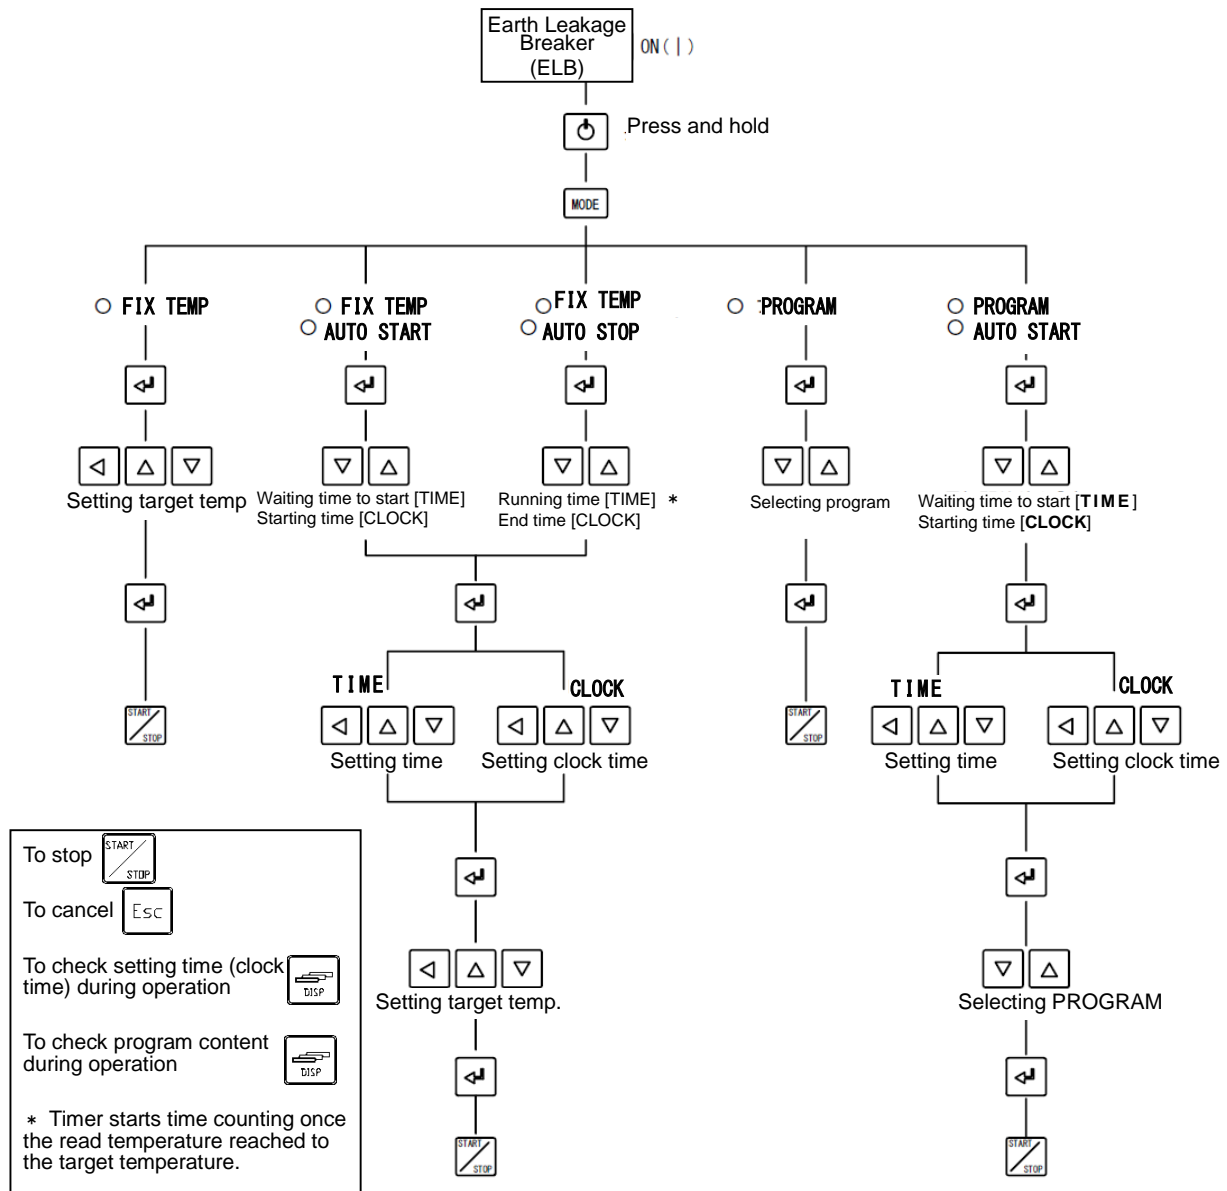 Earth Leakage
Breaker
(ELB)
ON(|)
Press and hold
MODE
FIX TEMP
FIX TEMP
AUTO START
FIX TEMP
AUTO STOP
PROGRAM
PROGRAM
AUTO START
Setting target temp
Waiting time to start [TIME]
Starting time [CLOCK]
Running time [TIME] *
End time [CLOCK]
Selecting program
Waiting time to start [TIME]
Starting time [CLOCK]
TIME
CLOCK
TIME
CLOCK
START
STOP
Setting time
Setting clock time
START
STOP
Setting time
Setting clock time
To stop
START
STOP
To cancel
Esc
To check setting time (clock
time) during operation
DISP
To check program content
during operation
DISP
* Timer starts time counting once
the read temperature reached to
the target temperature.
Setting target temp.
Selecting PROGRAM
START
STOP
START
STOP